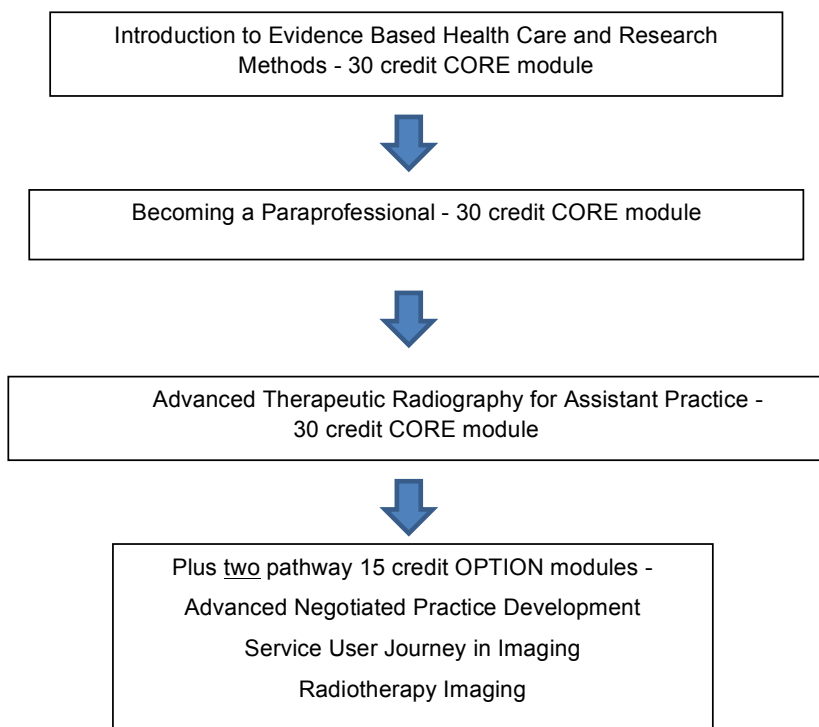 Introduction to Evidence Based Health Care and Research
Methods - 30 credit CORE module
Becoming a Paraprofessional - 30 credit CORE module
Advanced Therapeutic Radiography for Assistant Practice -
30 credit CORE module
Plus two pathway 15 credit OPTION modules -
Advanced Negotiated Practice Development
Service User Journey in Imaging
Radiotherapy Imaging